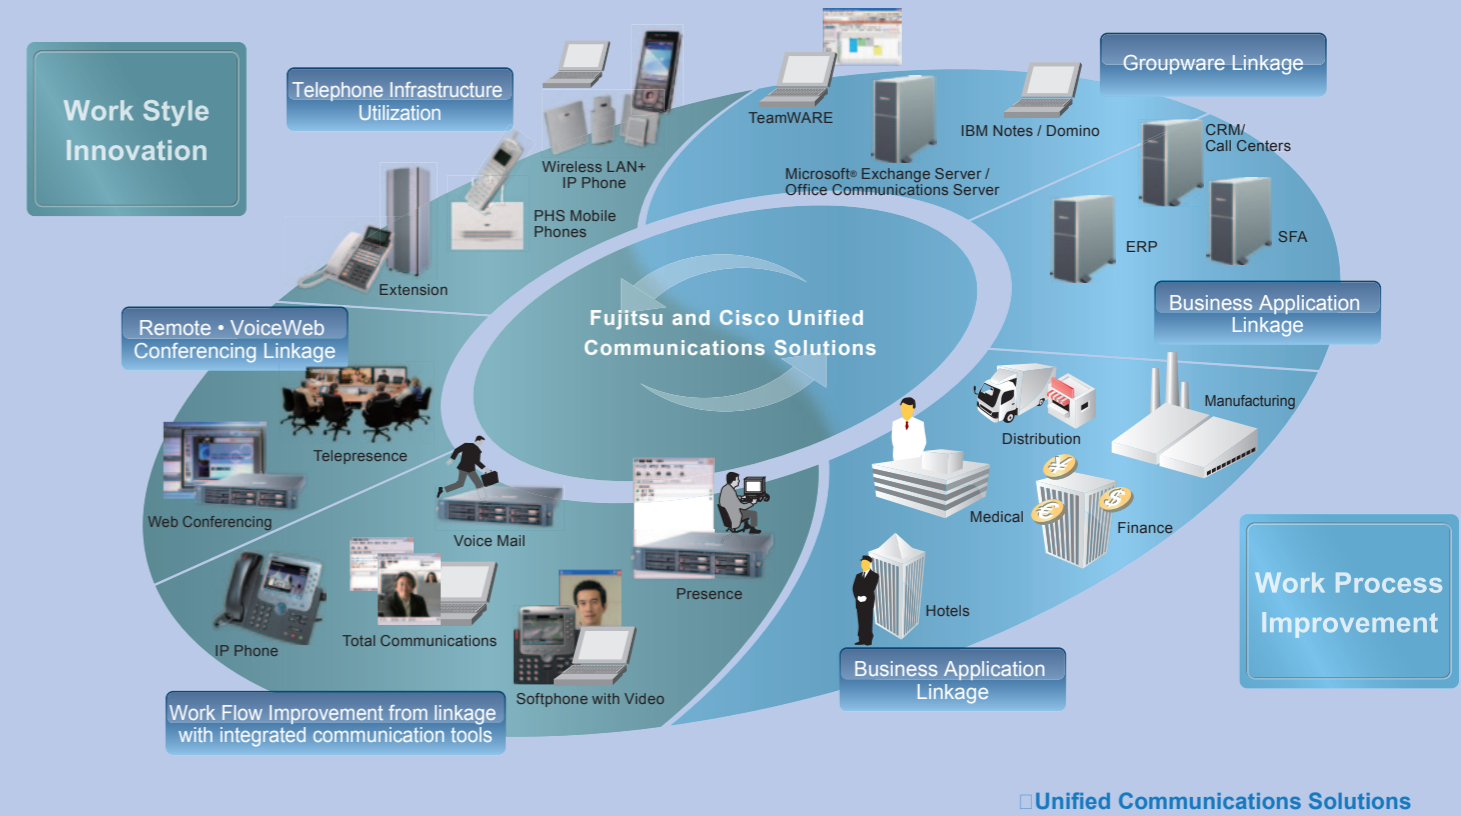 Work Style
Innovation
Telephone Infrastructure
Utilization
Wireless LAN+
IP Phone
PHS Mobile
Phones
Extension
TeamWARE
Microsoft® Exchange Server /
Office Communications Server
IBM Notes / Domino
Groupware Linkage
CRM/
Call Centers
ERP
SFA
Business Application
Linkage
Fujitsu and Cisco Unified
Communications Solutions
Remote • VoiceWeb
Conferencing Linkage
Telepresence
Web Conferencing
Voice Mail
Presence
IP Phone
Total Communications
Softphone with Video
Work Flow Improvement from linkage
with integrated communication tools
Distribution
Manufacturing
Medical
Finance
Hotels
Business Application
Linkage
Work Process
Improvement
□Unified Communications Solutions